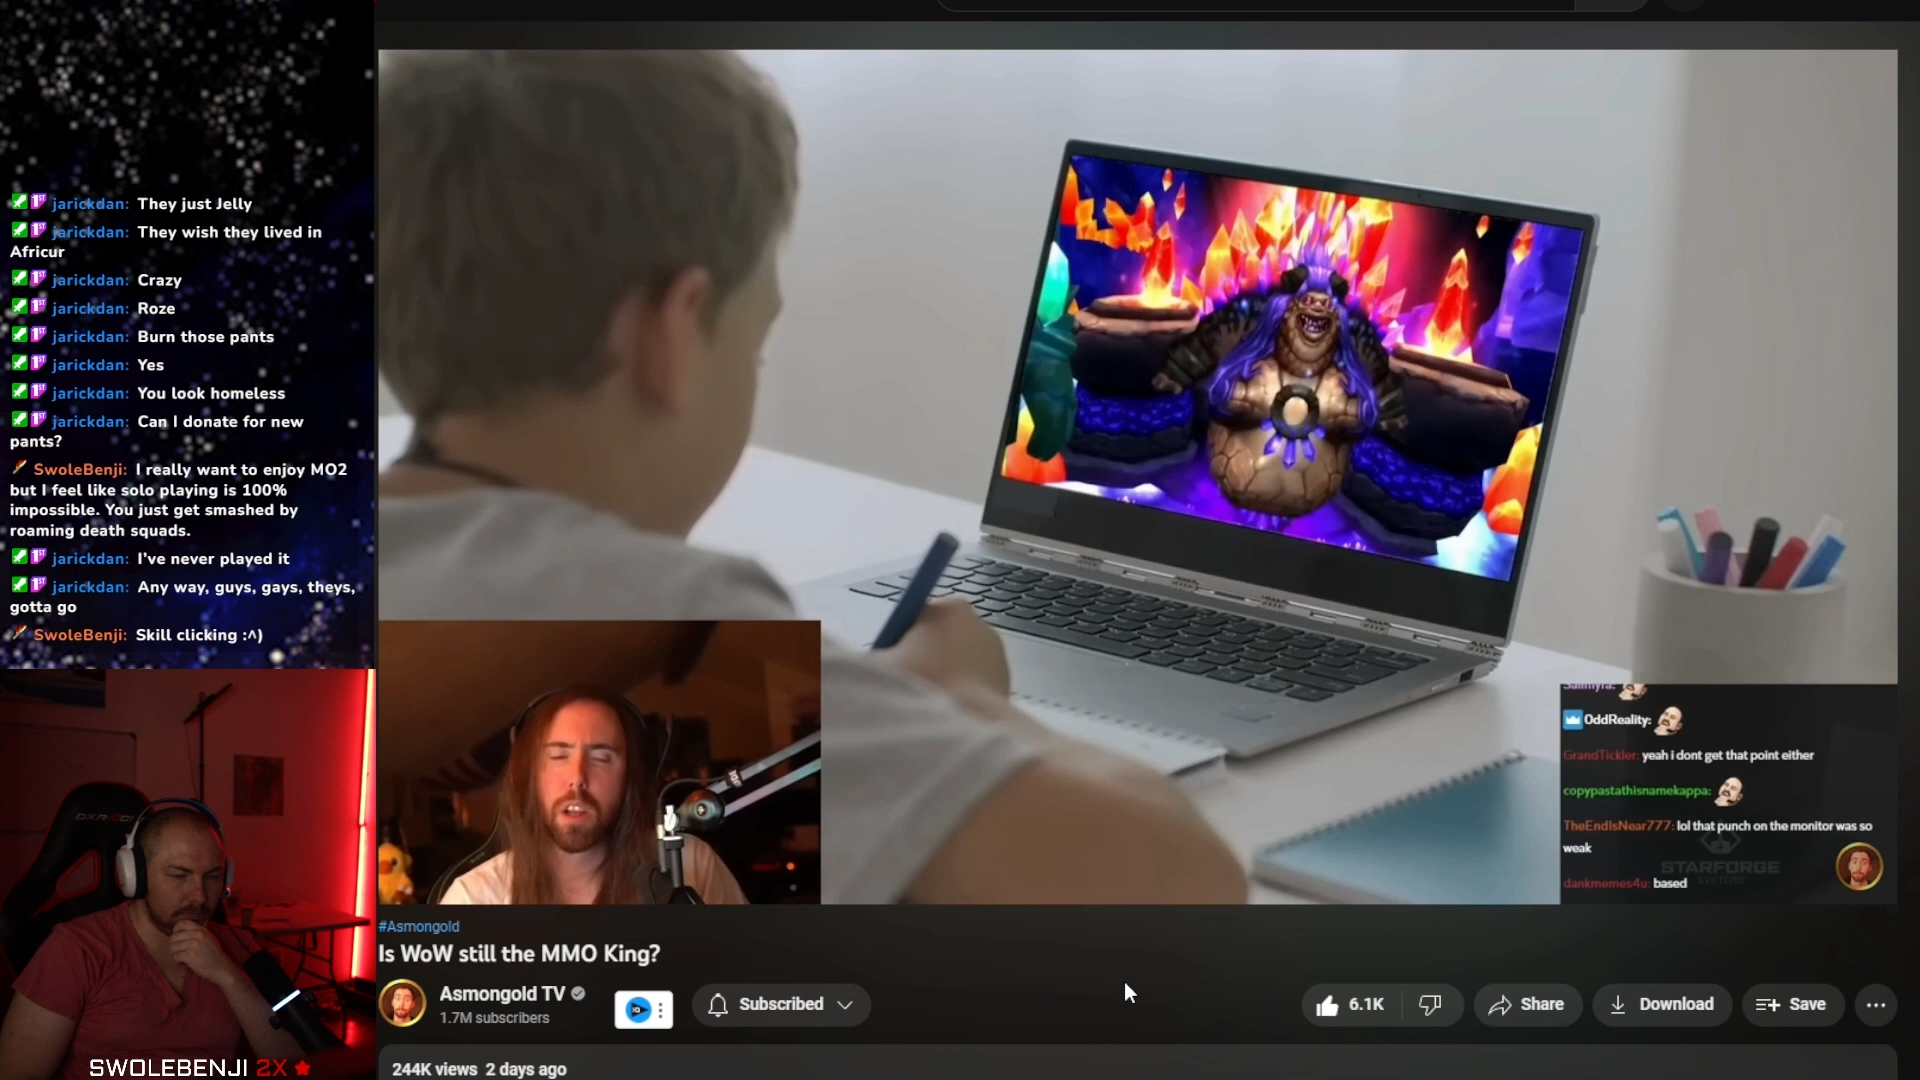 jarickdan: They just Jelly
jarickdan: They wish they lived in
Africur
jarickdan: Crazy
jarickdan: Roze
jarickdan: Burn those pants
jarickdan: Yes
jarickdan: You look homeless
jarickdan: Can I donate for new
pants?
SwoleBenji: I really want to enjoy MO2
but I feel like solo playing is 100%
impossible. You just get smashed by
roaming death squads.
jarickdan: I've never played it
jarickdan: Any way, guys, gays, theys,
gotta go
SwoleBenji: Skill clicking :^)
SWOLEBENJI 2X
OddReality:
GrandTickler: yeah i dont get that point either
copypastathisnamekappa:
TheEndIsNear777: lol that punch on the monitor was so
weak
STARFORGE
SYSTEMS
dankmemes4u: based
#Asmongold
Is WoW still the MMO King?
Asmongold TV
1.7M subscribers
Subscribed
6.1K
Share
Download
Save
244K views 2 days ago